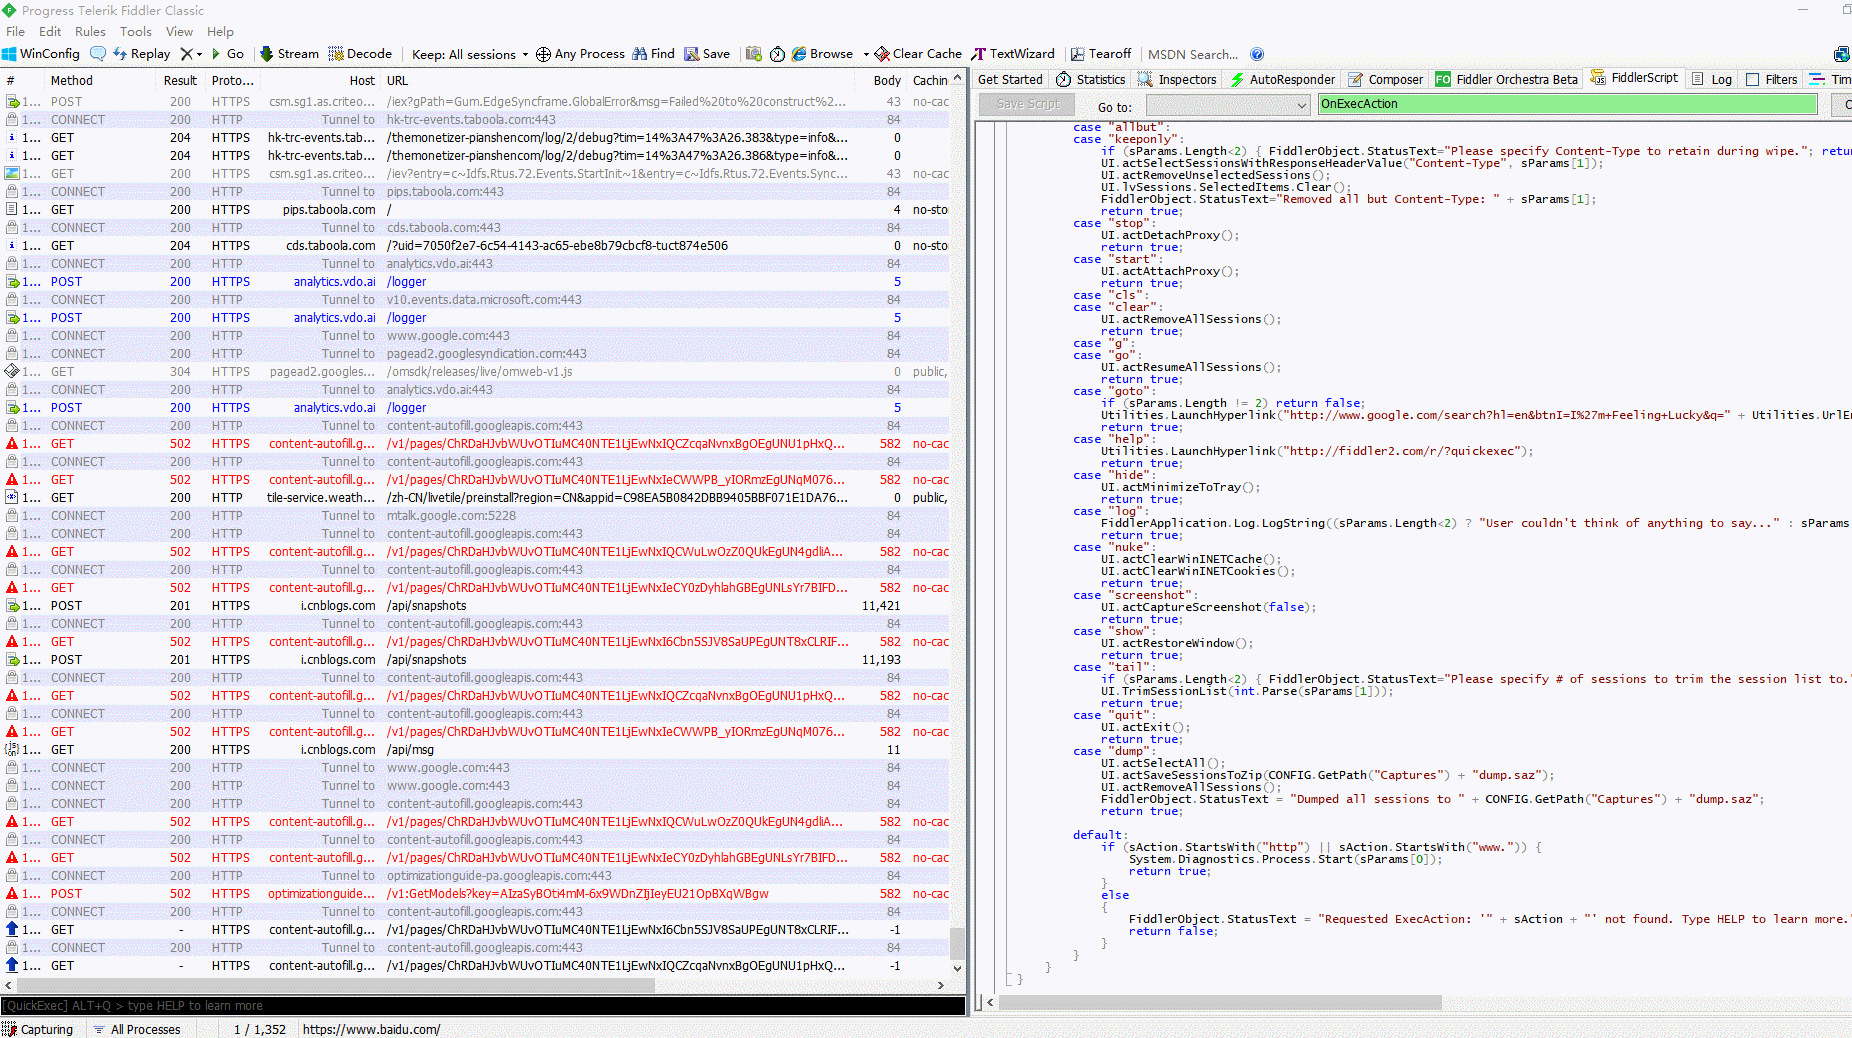 Progress Telerik Fiddler Classic
File Edit Rules Tools View Help
WinConfig Replay Go Stream Decode Keep: All sessions Any Process Find Save Browse Clear Cache TextWizard Tearoff MSDN Search...
# Method Result Proto... Host URL Body Cachin
1... POST 200 HTTPS csm.sg1.as.criteo... /iex?gPath=Gum.EdgeSyncframe.GlobalError&msg=Failed%20to%20construct%2... 43 no-cac
1... CONNECT 200 HTTP Tunnel to hk-trc-events.taboola.com:443 84
1... GET 204 HTTPS hk-trc-events.tab... /themonetizer-pianshencom/log/2/debug?tim=14%3A47%3A26.383&type=info&... 0
1... GET 204 HTTPS hk-trc-events.tab... /themonetizer-pianshencom/log/2/debug?tim=14%3A47%3A26.386&type=info&... 0
1... GET 200 HTTPS csm.sg1.as.criteo... /iev?entry=c~Idfs.Rtus.72.Events.StartInit~1&entry=c~Idfs.Rtus.72.Events.Sync... 43 no-cac
1... CONNECT 200 HTTP Tunnel to pips.taboola.com:443 84
1... GET 200 HTTPS pips.taboola.com / 4 no-sto
1... CONNECT 200 HTTP Tunnel to cds.taboola.com:443 84
1... GET 204 HTTPS cds.taboola.com /?uid=7050f2e7-6c54-4143-ac65-ebe8b79cbcf8-tuct874e506 0 no-sto
1... CONNECT 200 HTTP Tunnel to analytics.vdo.ai:443 84
1... POST 200 HTTPS analytics.vdo.ai /logger 5
1... CONNECT 200 HTTP Tunnel to v10.events.data.microsoft.com:443 84
1... POST 200 HTTPS analytics.vdo.ai /logger 5
1... CONNECT 200 HTTP Tunnel to www.google.com:443 84
1... CONNECT 200 HTTP Tunnel to pagead2.googlesyndication.com:443 84
1... GET 304 HTTPS pagead2.googles... /omsdk/releases/live/omweb-v1.js 0 public,
1... CONNECT 200 HTTP Tunnel to analytics.vdo.ai:443 84
1... POST 200 HTTPS analytics.vdo.ai /logger 5
1... CONNECT 200 HTTP Tunnel to content-autofill.googleapis.com:443 84
1... GET 502 HTTPS content-autofill.g... /v1/pages/ChRDaHJvbWUvOTIuMC40NTE1LjEwNxIQCZcqaNvnxBgOEgUNU1pHxQ... 582 no-cac
1... CONNECT 200 HTTP Tunnel to content-autofill.googleapis.com:443 84
1... GET 502 HTTPS content-autofill.g... /v1/pages/ChRDaHJvbWUvOTIuMC40NTE1LjEwNxIeCWWPB_yIORmzEgUNqM076... 582 no-cac
1... GET 200 HTTPS tile-service.weath... /zh-CN/livetile/preinstall?region=CN&appid=C98EA5B0842DBB9405BBF071E1DA76... 0 public,
1... CONNECT 200 HTTP Tunnel to mtalk.google.com:5228 84
1... CONNECT 200 HTTP Tunnel to content-autofill.googleapis.com:443 84
1... GET 502 HTTPS content-autofill.g... /v1/pages/ChRDaHJvbWUvOTIuMC40NTE1LjEwNxIQCWuLwOzZ0QUkEgUN4gdliA... 582 no-cac
1... CONNECT 200 HTTP Tunnel to content-autofill.googleapis.com:443 84
1... GET 502 HTTPS content-autofill.g... /v1/pages/ChRDaHJvbWUvOTIuMC40NTE1LjEwNxIeCY0zDyhlahGBEgUNLsYr7BIFD... 582 no-cac
1... POST 201 HTTPS i.cnblogs.com /api/snapshots 11,421
1... CONNECT 200 HTTP Tunnel to content-autofill.googleapis.com:443 84
1... GET 502 HTTPS content-autofill.g... /v1/pages/ChRDaHJvbWUvOTIuMC40NTE1LjEwNxI6Cbn5SJV8SaUPEgUNT8xCLRIF... 582 no-cac
1... POST 201 HTTPS i.cnblogs.com /api/snapshots 11,193
1... CONNECT 200 HTTP Tunnel to content-autofill.googleapis.com:443 84
1... GET 502 HTTPS content-autofill.g... /v1/pages/ChRDaHJvbWUvOTIuMC40NTE1LjEwNxIQCZcqaNvnxBgOEgUNU1pHxQ... 582 no-cac
1... CONNECT 200 HTTP Tunnel to content-autofill.googleapis.com:443 84
1... GET 502 HTTPS content-autofill.g... /v1/pages/ChRDaHJvbWUvOTIuMC40NTE1LjEwNxIeCWWPB_yIORmzEgUNqM076... 582 no-cac
1... GET 200 HTTPS i.cnblogs.com /api/msg 11
1... CONNECT 200 HTTP Tunnel to www.google.com:443 84
1... CONNECT 200 HTTP Tunnel to www.google.com:443 84
1... CONNECT 200 HTTP Tunnel to content-autofill.googleapis.com:443 84
1... GET 502 HTTPS content-autofill.g... /v1/pages/ChRDaHJvbWUvOTIuMC40NTE1LjEwNxIQCWuLwOzZ0QUkEgUN4gdliA... 582 no-cac
1... CONNECT 200 HTTP Tunnel to content-autofill.googleapis.com:443 84
1... GET 502 HTTPS content-autofill.g... /v1/pages/ChRDaHJvbWUvOTIuMC40NTE1LjEwNxIeCY0zDyhlahGBEgUNLsYr7BIFD... 582 no-cac
1... CONNECT 200 HTTP Tunnel to optimizationguide-pa.googleapis.com:443 84
1... POST 502 HTTPS optimizationguide... /v1:GetModels?key=AIzaSyBOti4mM-6x9WDnZIjIeyEU21OpBXqWBgw 582 no-cac
1... CONNECT 200 HTTP Tunnel to content-autofill.googleapis.com:443 84
1... GET - HTTPS content-autofill.g... /v1/pages/ChRDaHJvbWUvOTIuMC40NTE1LjEwNxI6Cbn5SJV8SaUPEgUNT8xCLRIF... -1
1... CONNECT 200 HTTP Tunnel to content-autofill.googleapis.com:443 84
1... GET - HTTPS content-autofill.g... /v1/pages/ChRDaHJvbWUvOTIuMC40NTE1LjEwNxIQCZcqaNvnxBgOEgUNU1pHxQ... -1
[QuickExec] ALT+Q > type HELP to learn more
Capturing All Processes 1 / 1,352 https://www.baidu.com/
Get Started Statistics Inspectors AutoResponder Composer FO Fiddler Orchestra Beta FiddlerScript Log Filters Tim
Save Script Go to: OnExecAction
case "allbut":
case "keeponly":
if (sParams.Length<2) { FiddlerObject.StatusText="Please specify Content-Type to retain during wipe."; retur
UI.actSelectSessionsWithResponseHeaderValue("Content-Type", sParams[1]);
UI.actRemoveUnselectedSessions();
UI.lvSessions.SelectedItems.Clear();
FiddlerObject.StatusText="Removed all but Content-Type: " + sParams[1];
return true;
case "stop":
UI.actDetachProxy();
return true;
case "start":
UI.actAttachProxy();
return true;
case "cls":
case "clear":
UI.actRemoveAllSessions();
return true;
case "g":
case "go":
UI.actResumeAllSessions();
return true;
case "goto":
if (sParams.Length != 2) return false;
Utilities.LaunchHyperlink("http://www.google.com/search?hl=en&btnI=I%27m+Feeling+Lucky&q=" + Utilities.UrlEn
return true;
case "help":
Utilities.LaunchHyperlink("http://fiddler2.com/r/?quickexec");
return true;
case "hide":
UI.actMinimizeToTray();
return true;
case "log":
FiddlerApplication.Log.LogString((sParams.Length<2) ? "User couldn't think of anything to say..." : sParams
return true;
case "nuke":
UI.actClearWinINETCache();
UI.actClearWinINETCookies();
return true;
case "screenshot":
UI.actCaptureScreenshot(false);
return true;
case "show":
UI.actRestoreWindow();
return true;
case "tail":
if (sParams.Length<2) { FiddlerObject.StatusText="Please specify # of sessions to trim the session list to."
UI.TrimSessionList(int.Parse(sParams[1]));
return true;
case "quit":
UI.actExit();
return true;
case "dump":
UI.actSelectAll();
UI.actSaveSessionsToZip(CONFIG.GetPath("Captures") + "dump.saz");
UI.actRemoveAllSessions();
FiddlerObject.StatusText = "Dumped all sessions to " + CONFIG.GetPath("Captures") + "dump.saz";
return true;
default:
if (sAction.StartsWith("http") || sAction.StartsWith("www.")) {
System.Diagnostics.Process.Start(sParams[0]);
return true;
}
else
{
FiddlerObject.StatusText = "Requested ExecAction: '" + sAction + "' not found. Type HELP to learn more."
return false;
}
}
}
}